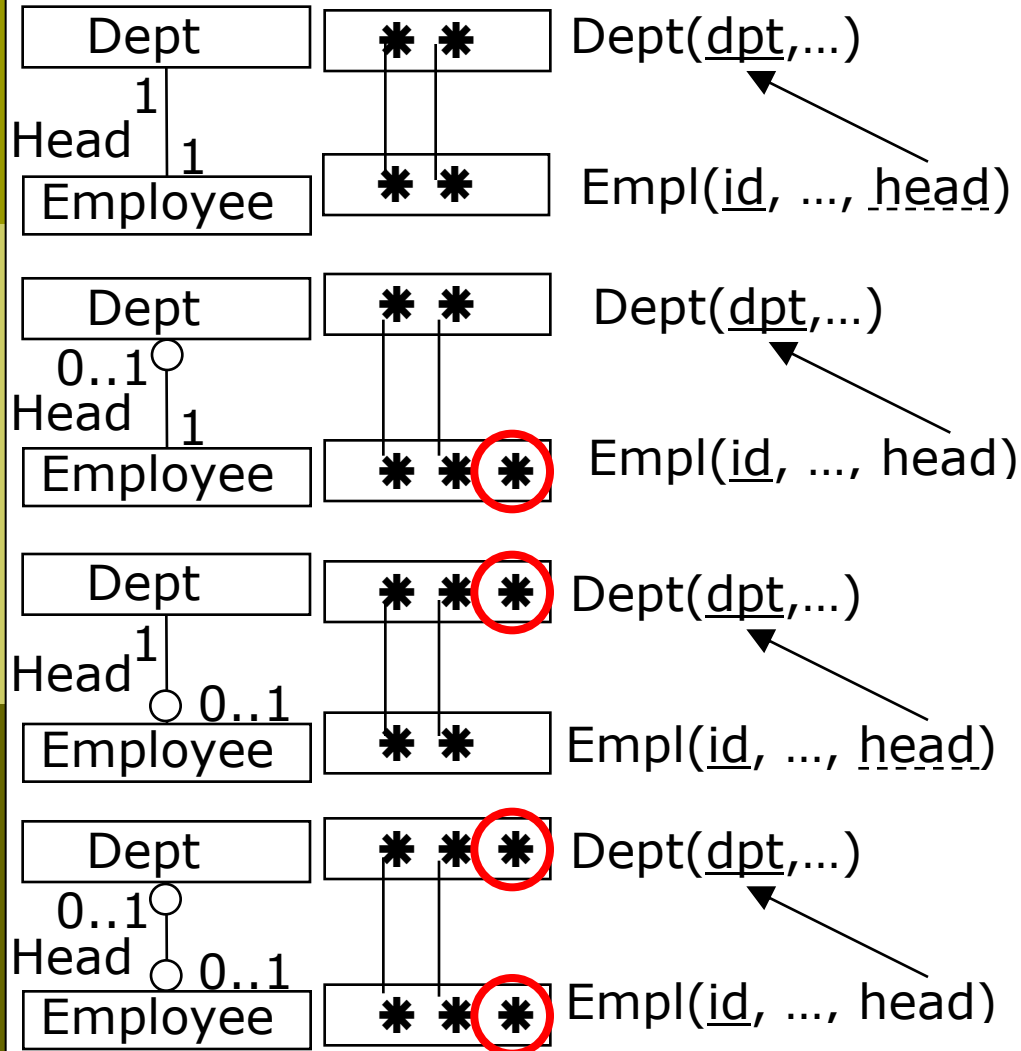 Dept Dept(dpt,...)
1
Head
1
Employee Empl(id, ..., head)
Dept Dept(dpt,...)
0..1
Head
1
Employee Empl(id, ..., head)
Dept Dept(dpt,...)
1
Head
0..1
Employee Empl(id, ..., head)
Dept Dept(dpt,...)
0..1
Head
0..1
Employee Empl(id, ..., head)